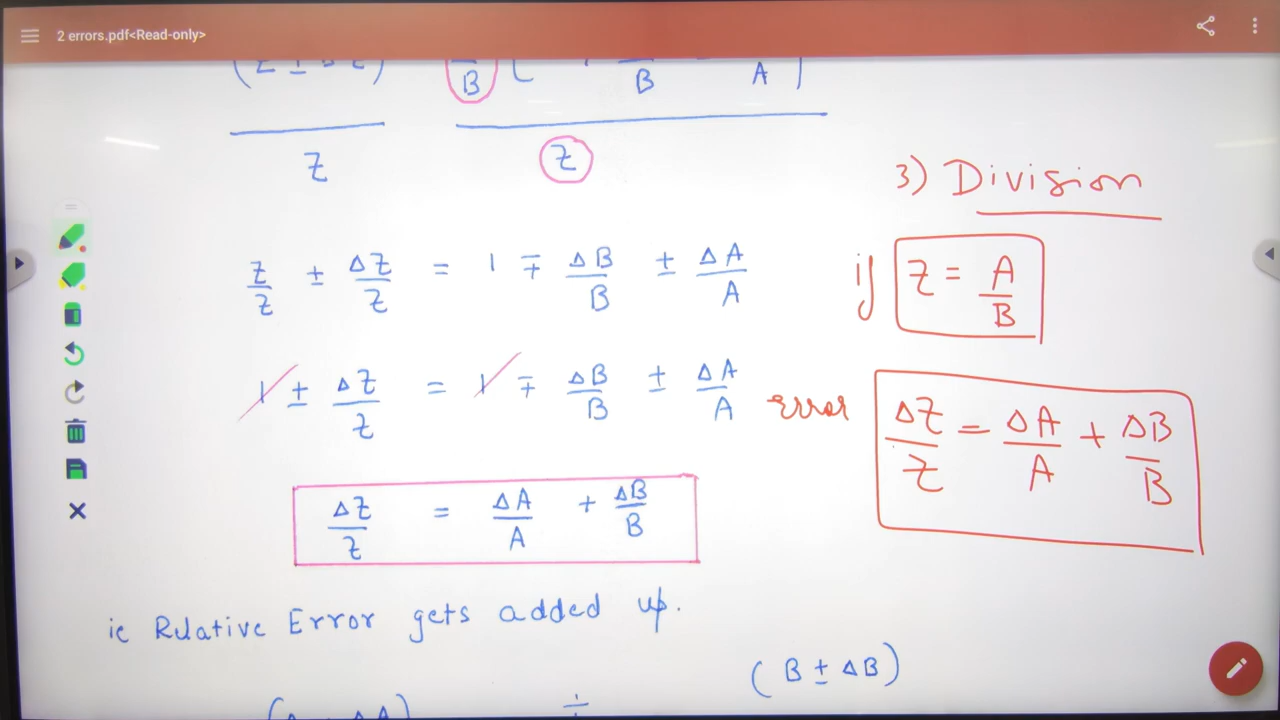 2 errors.pdf<Read-only>
B B A
Z Z
Z/Z ± ΔZ/Z = 1 ∓ ΔB/B ± ΔA/A
1 ± ΔZ/Z = 1 ∓ ΔB/B ± ΔA/A
ΔZ/Z = ΔA/A + ΔB/B
ie Relative Error gets added up.
(B ± ΔB)
3) Division
if Z = A/B
error ΔZ/Z = ΔA/A + ΔB/B